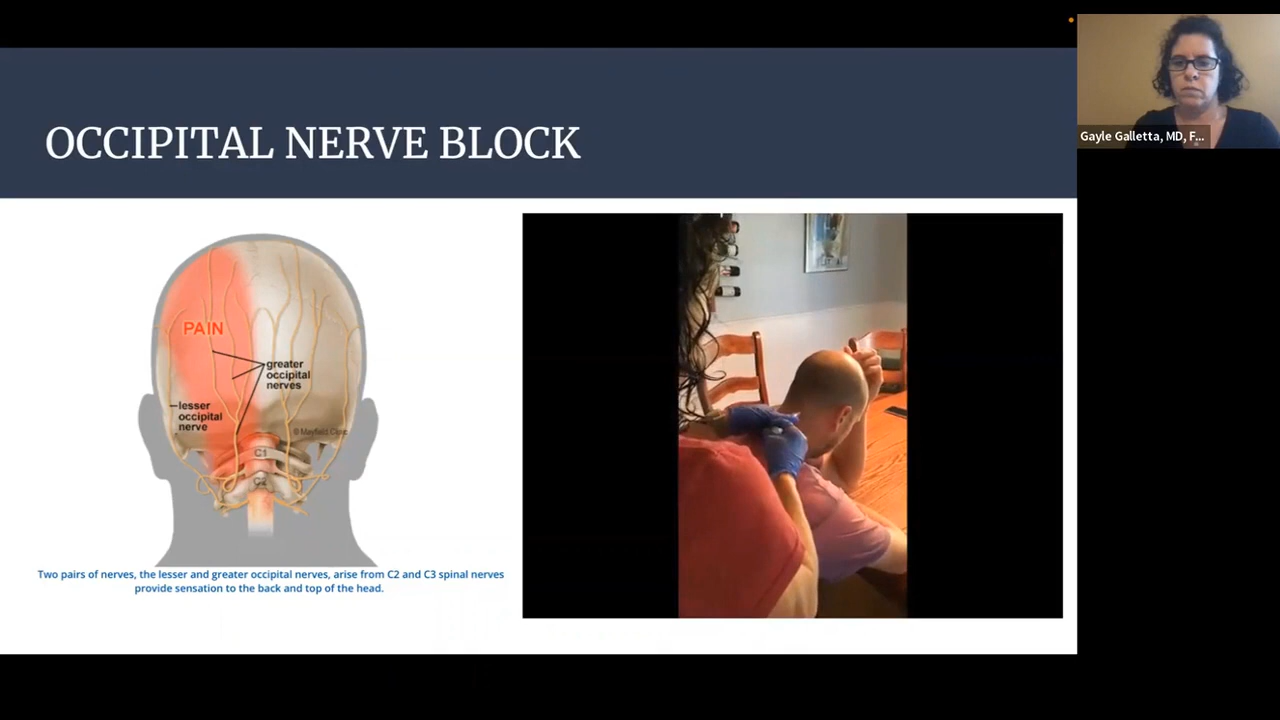 OCCIPITAL NERVE BLOCK
Gayle Galletta, MD, F...
PAIN
greater
occipital
nerves
lesser
occipital
nerve
© Mayfield Clinic
C1
C2
Two pairs of nerves, the lesser and greater occipital nerves, arise from C2 and C3 spinal nerves
provide sensation to the back and top of the head.